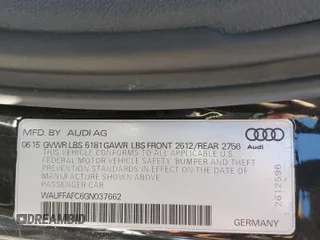 MFD. BY AUDI AG
06 15 GVWR LBS 5181 GAWR LBS FRONT 2612/REAR 2756
THIS VEHICLE CONFORMS TO ALL APPLICABLE U.S.
FEDERAL MOTOR VEHICLE SAFETY, BUMPER AND THEFT
PREVENTION STANDARDS IN EFFECT ON THE DATE OF
MANUFACTURE SHOWN ABOVE
PASSENGER CAR
WAUFFAFC6GN037662
Audi
2612596
GERMANY
DREAMBID